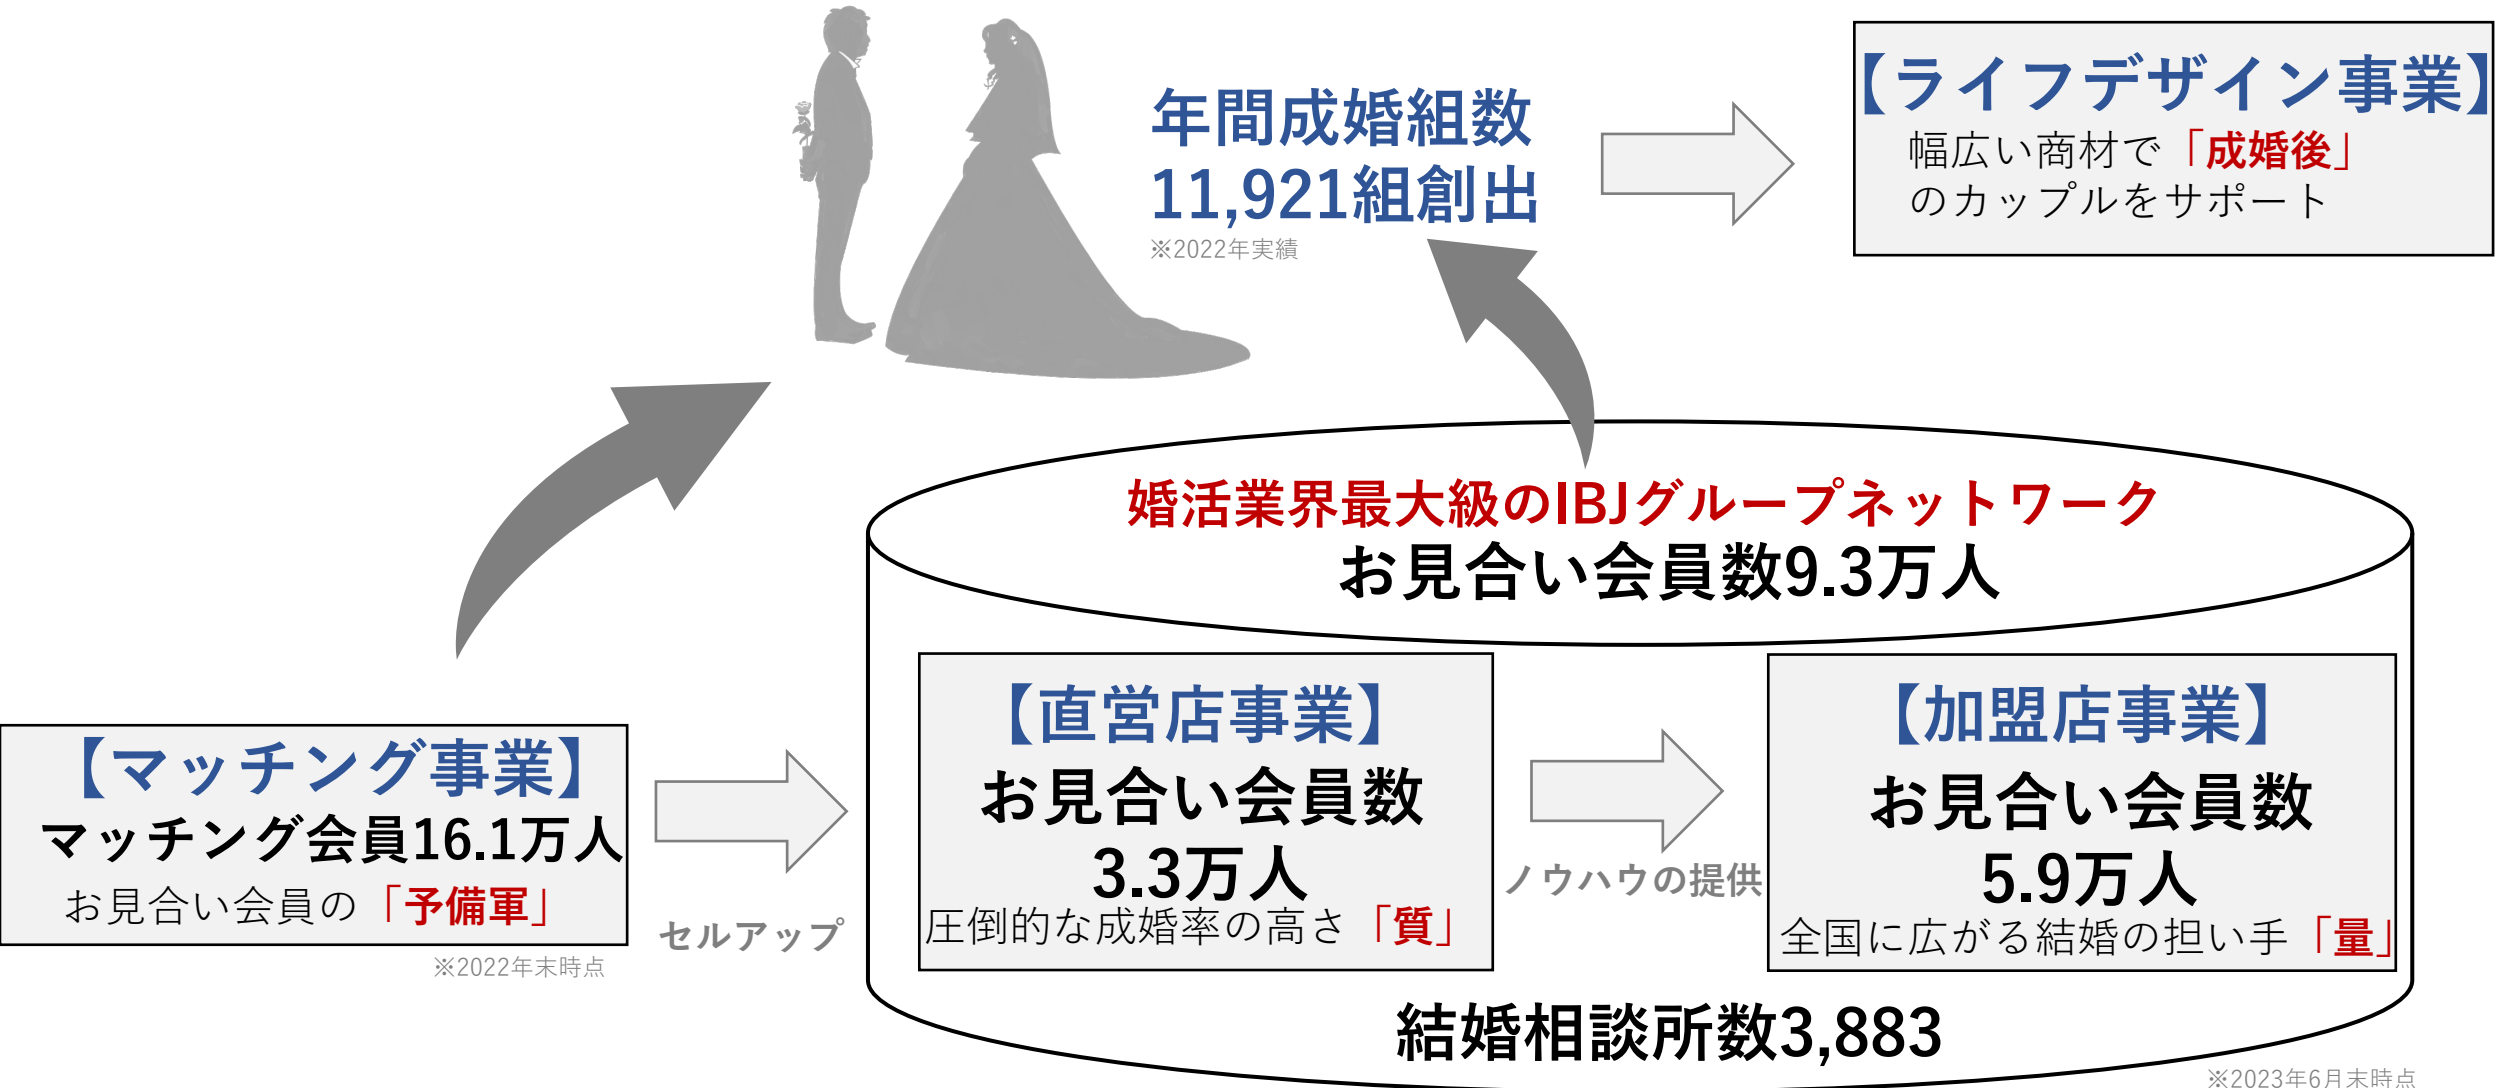 年間成婚組数
11,921組創出
※2022年実績
【ライフデザイン事業】
幅広い商材で「成婚後」
のカップルをサポート
婚活業界最大級のIBJグループネットワーク
お見合い会員数9.3万人
【マッチング事業】
マッチング会員16.1万人
お見合い会員の「予備軍」
※2022年末時点
セルアップ
【直営店事業】
お見合い会員数
3.3万人
圧倒的な成婚率の高さ「質」
ノウハウの提供
【加盟店事業】
お見合い会員数
5.9万人
全国に広がる結婚の担い手「量」
結婚相談所数3,883
※2023年6月末時点